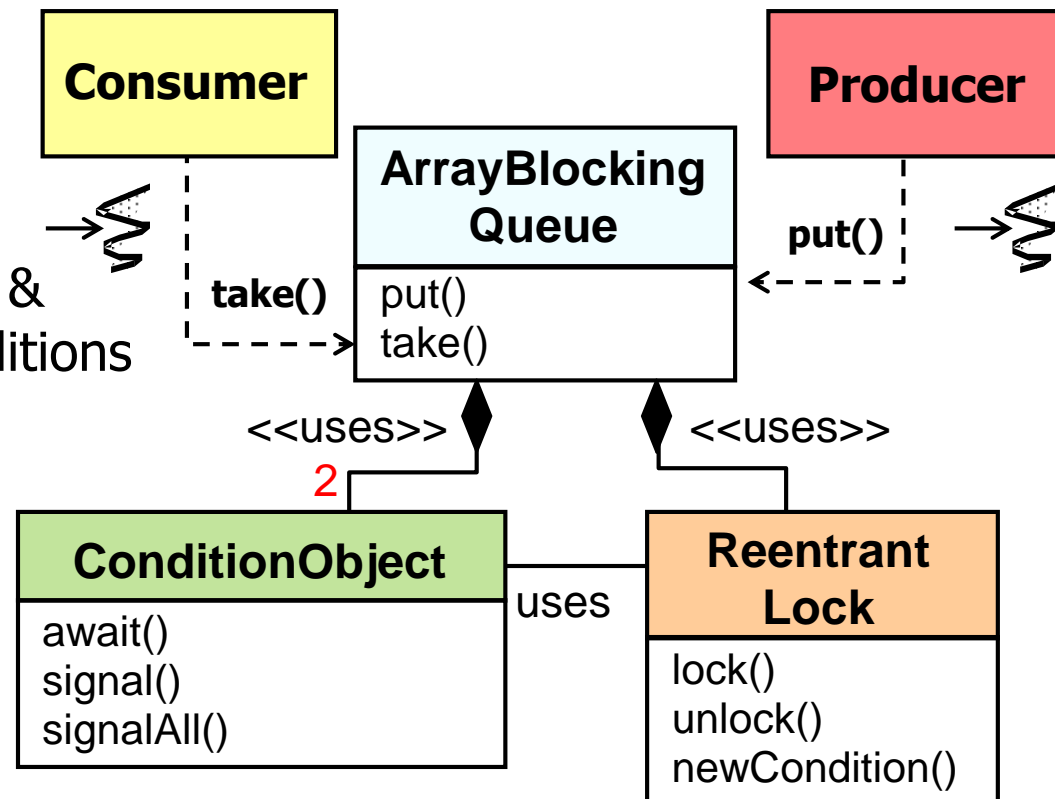 Consumer
Producer
ArrayBlocking
Queue
put()
take()
&
put()
take()
ditions
<<uses>>
<<uses>>
2
ConditionObject
uses
Reentrant
Lock
await()
signal()
signalAll()
lock()
unlock()
newCondition()